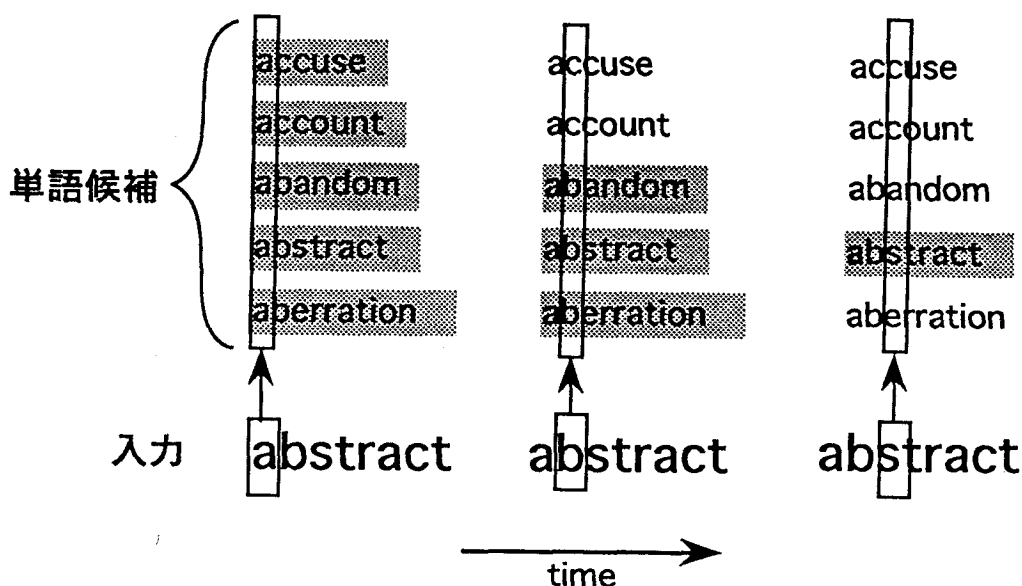 単語候補
accuse
account
abandom
abstract
aberration
accuse
account
abandom
abstract
aberration
accuse
account
abandom
abstract
aberration
入力
abstract
abstract
abstract
time